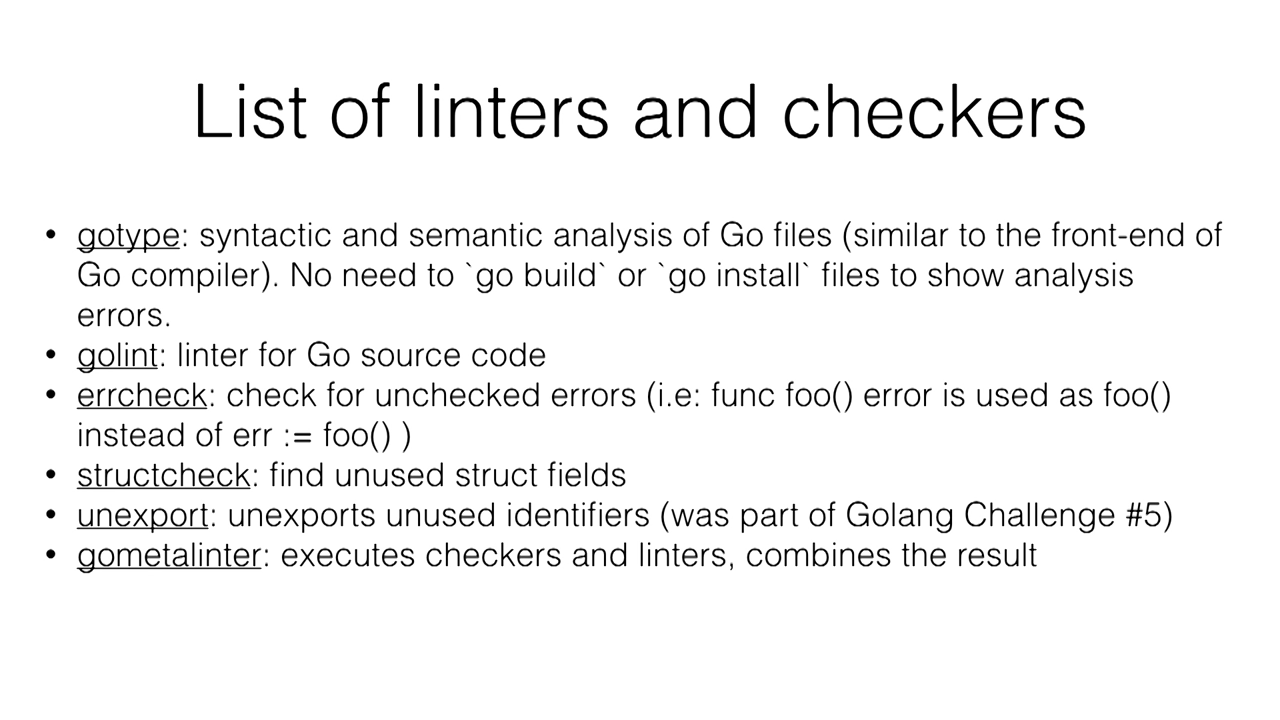 List of linters and checkers
• gotype: syntactic and semantic analysis of Go files (similar to the front-end of
Go compiler). No need to `go build` or `go install` files to show analysis
errors.
• golint: linter for Go source code
• errcheck: check for unchecked errors (i.e: func foo() error is used as foo()
instead of err := foo() )
• structcheck: find unused struct fields
• unexport: unexports unused identifiers (was part of Golang Challenge #5)
• gometalinter: executes checkers and linters, combines the result